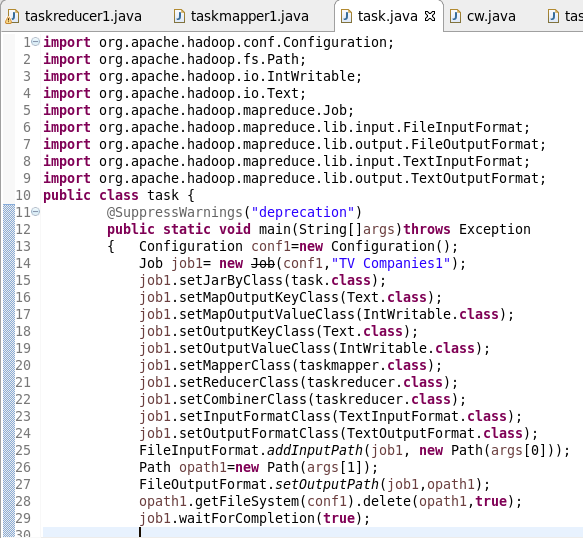 taskreducer1.java taskmapper1.java task.java cw.java tas
1 import org.apache.hadoop.conf.Configuration;
2 import org.apache.hadoop.fs.Path;
3 import org.apache.hadoop.io.IntWritable;
4 import org.apache.hadoop.io.Text;
5 import org.apache.hadoop.mapreduce.Job;
6 import org.apache.hadoop.mapreduce.lib.input.FileInputFormat;
7 import org.apache.hadoop.mapreduce.lib.output.FileOutputFormat;
8 import org.apache.hadoop.mapreduce.lib.input.TextInputFormat;
9 import org.apache.hadoop.mapreduce.lib.output.TextOutputFormat;
10 public class task {
11 @SuppressWarnings("deprecation")
12 public static void main(String[]args)throws Exception
13 { Configuration conf1=new Configuration();
14 Job job1= new Job(conf1,"TV Companies1");
15 job1.setJarByClass(task.class);
16 job1.setMapOutputKeyClass(Text.class);
17 job1.setMapOutputValueClass(IntWritable.class);
18 job1.setOutputKeyClass(Text.class);
19 job1.setOutputValueClass(IntWritable.class);
20 job1.setMapperClass(taskmapper.class);
21 job1.setReducerClass(taskreducer.class);
22 job1.setCombinerClass(taskreducer.class);
23 job1.setInputFormatClass(TextInputFormat.class);
24 job1.setOutputFormatClass(TextOutputFormat.class);
25 FileInputFormat.addInputPath(job1, new Path(args[0]));
26 Path opath1=new Path(args[1]);
27 FileOutputFormat.setOutputPath(job1,opath1);
28 opath1.getFileSystem(conf1).delete(opath1,true);
29 job1.waitForCompletion(true);
30